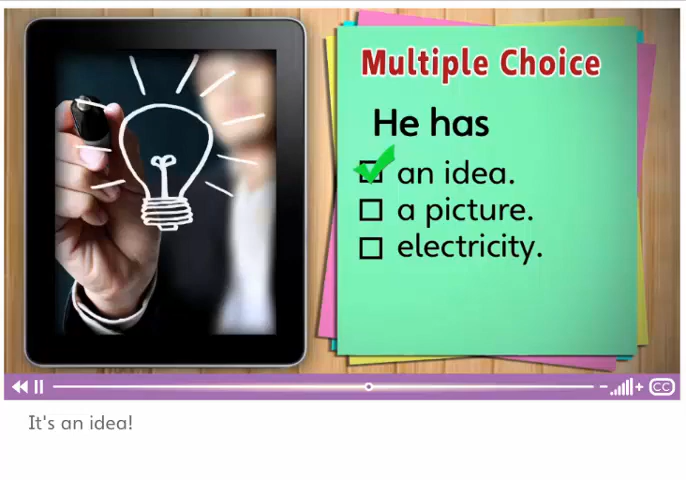 Multiple Choice
He has
an idea.
a picture.
electricity.
CC
It's an idea!